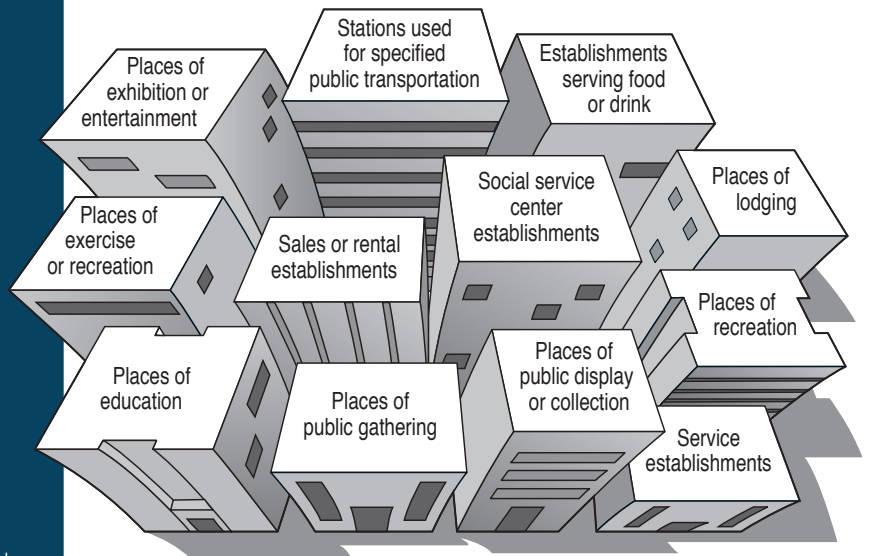 Places of
exhibition or
entertainment
Stations used
for specified
public transportation
Establishments
serving food
or drink
Places of
exercise
or recreation
Sales or rental
establishments
Social service
center
establishments
Places of
lodging
Places of
recreation
Places of
education
Places of
public gathering
Places of
public display
or collection
Service
establishments